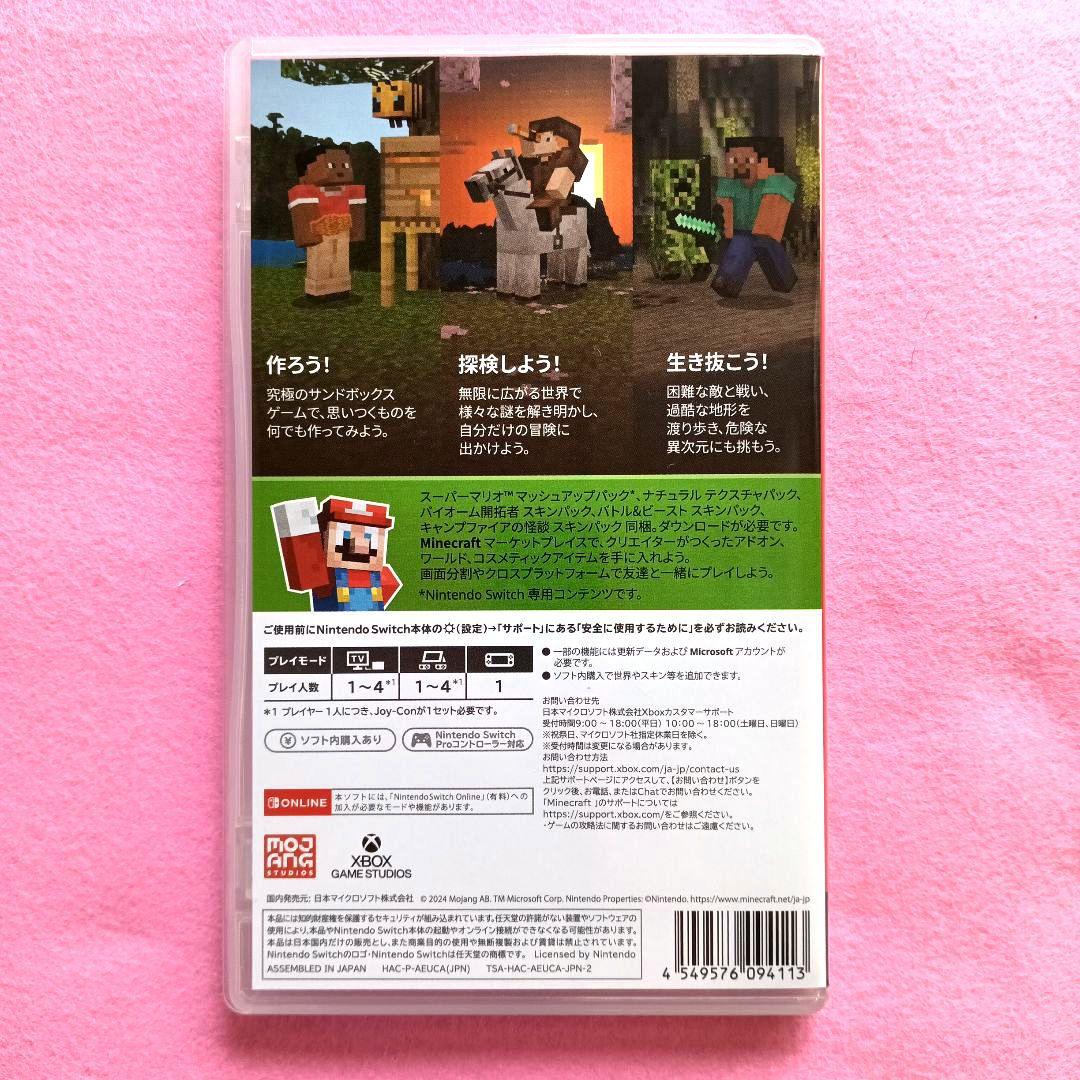 作ろう!
究極のサンドボックス
ゲームで、思いつくものを
何でも作ってみよう。
探検しよう!
無限に広がる世界で
様々な謎を解き明かし、
自分だけの冒険に
出かけよう。
生き抜こう!
困難な敵と戦い、
過酷な地形を
渡り歩き、危険な
異次元にも挑もう。
スーパーマリオ™ マッシュアップパック*、ナチュラル テクスチャパック、
バイオーム開拓者 スキンパック、バトル&ビースト スキンパック、
キャンプファイアの怪談 スキンパック 同梱。ダウンロードが必要です。
Minecraft マーケットプレイスで、クリエイターがつくったアドオン、
ワールド、コスメティックアイテムを手に入れよう。
画面分割やクロスプラットフォームで友達と一緒にプレイしよう。
*Nintendo Switch 専用コンテンツです。
ご使用前にNintendo Switch本体の(設定)→「サポート」にある「安全に使用するために」を必ずお読みください。
プレイモード TV
プレイ人数 1~4*1 1~4*1 1
*1 プレイヤー1人につき、Joy-Conが1セット必要です。
¥ ソフト内購入あり
Nintendo Switch
Proコントローラー対応
ONLINE
本ソフトには、「Nintendo Switch Online」(有料)への
加入が必要なモードや機能があります。
● 一部の機能には更新データおよび Microsoft アカウントが
必要です。
● ソフト内購入で世界やスキン等を追加できます。
お問い合わせ先
日本マイクロソフト株式会社Xboxカスタマーサポート
受付時間9:00 ~ 18:00(平日) 10:00 ~ 18:00(土曜日、日曜日)
※祝祭日、マイクロソフト社指定休業日を除く。
※受付時間は変更になる場合があります。
お問い合わせ方法
https://support.xbox.com/ja-jp/contact-us
上記サポートページにアクセスして、【お問い合わせ】ボタンを
クリック後、お電話、またはChatでお問い合わせください。
「Minecraft 」のサポートについては
https://support.xbox.com/をご参照ください。
・ゲームの攻略法に関するお問い合わせはご遠慮ください。
MOJANG
STUDIOS
XBOX
GAME STUDIOS
国内発売元: 日本マイクロソフト株式会社 © 2024 Mojang AB. TM Microsoft Corp. Nintendo Properties: ©Nintendo. https://www.minecraft.net/ja-jp
本品には知的財産権を保護するセキュリティが組み込まれています。任天堂の許諾がない装置やソフトウェアの
使用により、本品やNintendo Switch本体の起動やオンライン接続ができなくなる可能性があります。
本品は日本国内だけの販売とし、また商業目的の使用や無断複製および賃貸は禁止されています。
Nintendo Switchのロゴ・Nintendo Switchは任天堂の商標です。 Licensed by Nintendo
ASSEMBLED IN JAPAN HAC-P-AEUCA(JPN) TSA-HAC-AEUCA-JPN-2
4 549576 094113